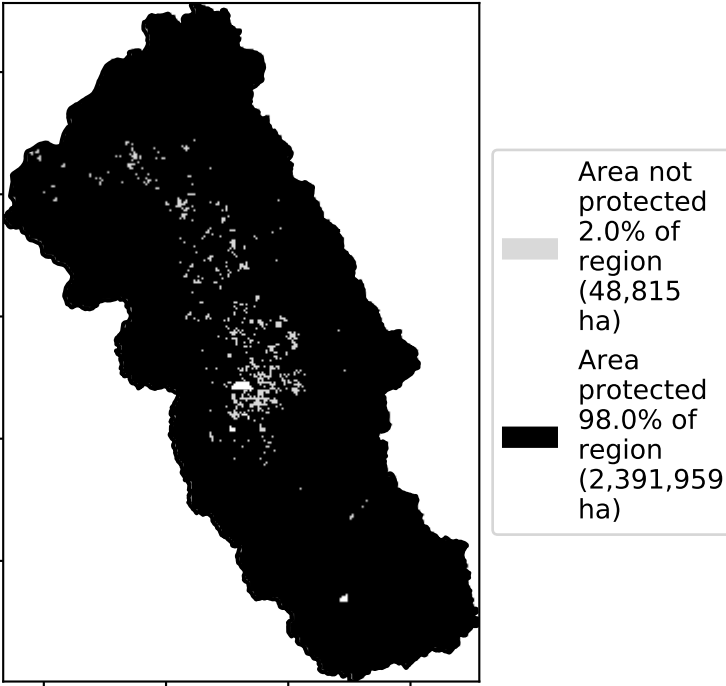 Area not
protected
2.0% of
region
(48,815
ha)
Area
protected
98.0% of
region
(2,391,959
ha)